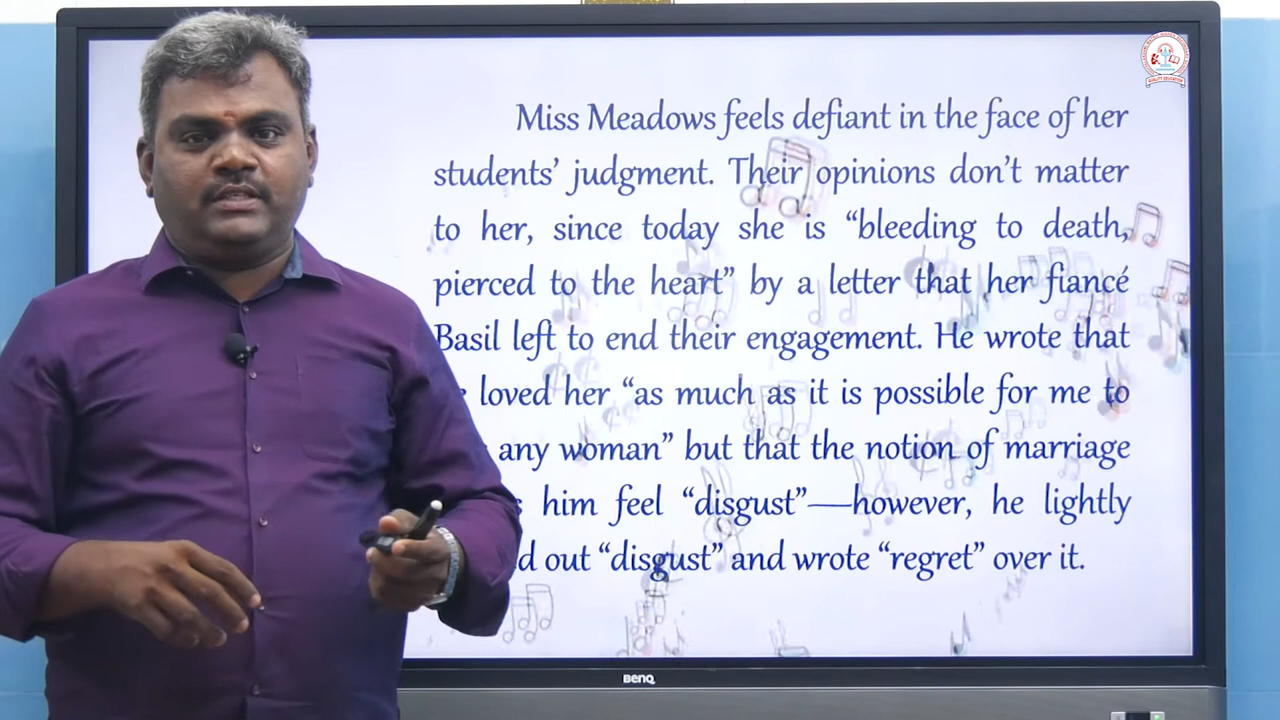 Miss Meadows feels defiant in the face of her
students’ judgment. Their opinions don’t matter
to her, since today she is “bleeding to death,
pierced to the heart” by a letter that her fiancé
Basil left to end their engagement. He wrote that
loved her “as much as it is possible for me to
any woman” but that the notion of marriage
him feel “disgust”—however, he lightly
out “disgust” and wrote “regret” over it.
BenQ
QUALITY EDUCATION